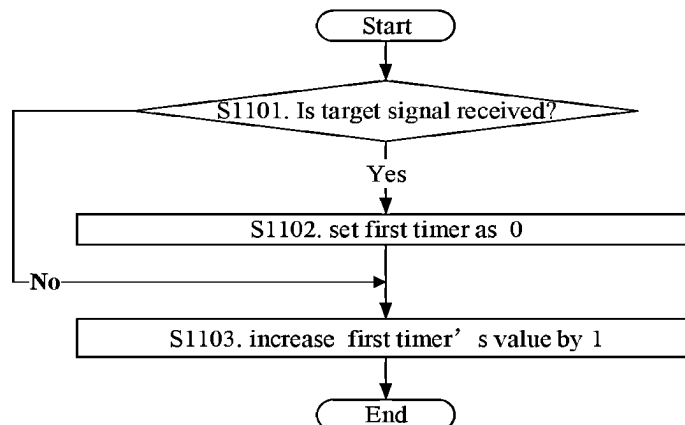 Start
S1101. Is target signal received?
Yes
S1102. set first timer as 0
No
S1103. increase first timer’s value by 1
End